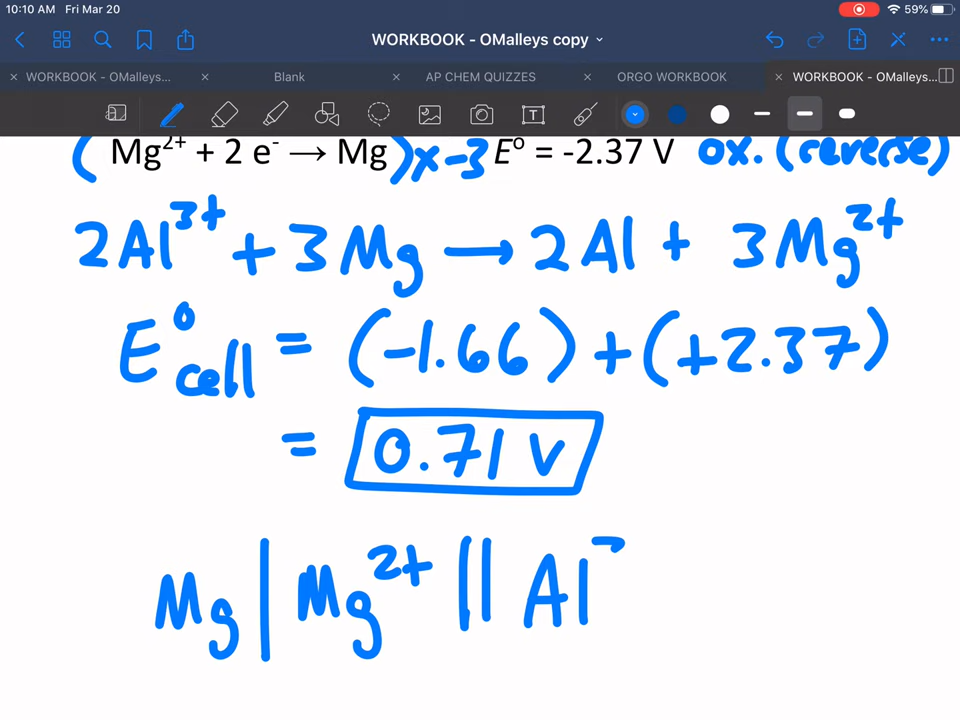 10:10 AM Fri Mar 20 59%
WORKBOOK - OMalleys copy
WORKBOOK - OMalleys... Blank AP CHEM QUIZZES ORGO WORKBOOK WORKBOOK - OMalleys...
(Mg²⁺ + 2 e⁻ → Mg)x-3 E° = -2.37 V ox. (reverse)
2Al³⁺ + 3Mg → 2Al + 3Mg²⁺
E°cell = (-1.66) + (+2.37)
= 0.71 V
Mg | Mg²⁺ || Al